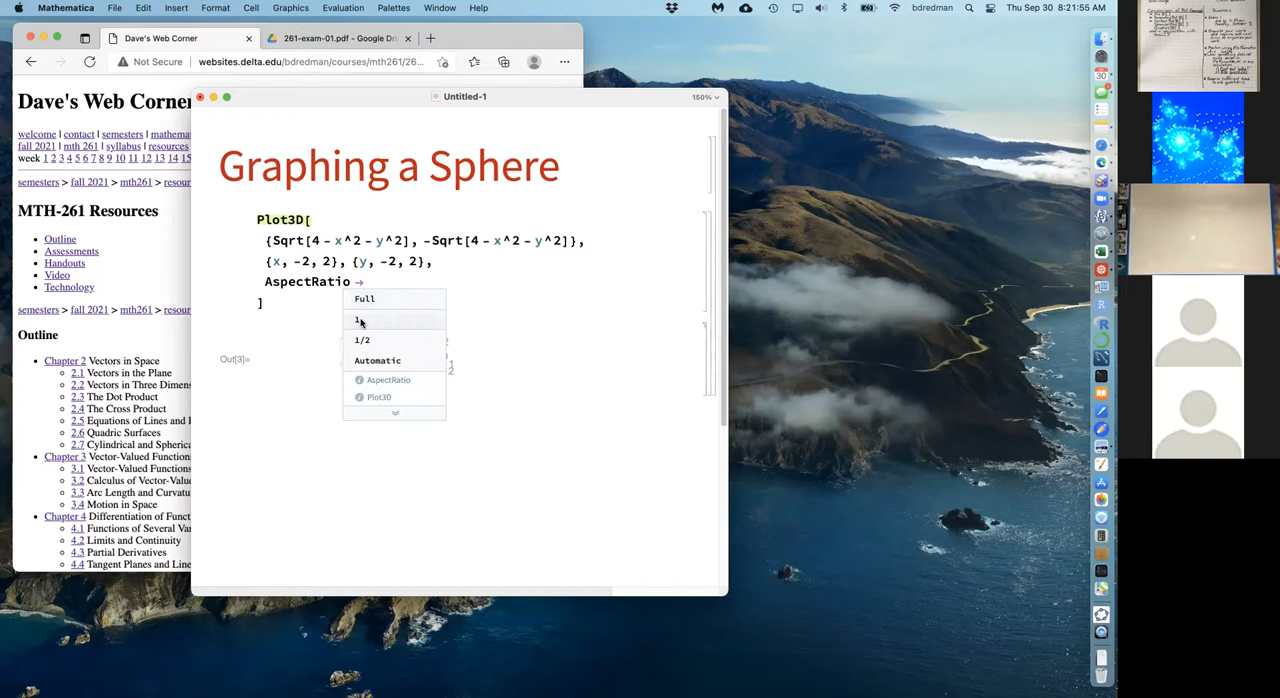 Mathematica File Edit Insert Format Cell Graphics Evaluation Palettes Window Help
bdredman Thu Sep 30 8:21:55 AM
Dave's Web Corner
261-exam-01.pdf - Google Dri
Not Secure websites.delta.edu/bdredman/courses/mth261/26...
Dave's Web Corner
welcome | contact | semesters | mathema
fall 2021 | mth 261 | syllabus | resources
week 1 2 3 4 5 6 7 8 9 10 11 12 13 14 15
semesters > fall 2021 > mth261 > resour
MTH-261 Resources
Outline
Assessments
Handouts
Video
Technology
semesters > fall 2021 > mth261 > resour
Outline
Chapter 2 Vectors in Space
2.1 Vectors in the Plane
2.2 Vectors in Three Dimens
2.3 The Dot Product
2.4 The Cross Product
2.5 Equations of Lines and P
2.6 Quadric Surfaces
2.7 Cylindrical and Spherica
Chapter 3 Vector-Valued Functions
3.1 Vector-Valued Functions
3.2 Calculus of Vector-Value
3.3 Arc Length and Curvatu
3.4 Motion in Space
Chapter 4 Differentiation of Funct
4.1 Functions of Several Var
4.2 Limits and Continuity
4.3 Partial Derivatives
4.4 Tangent Planes and Line
Untitled-1
150%
Graphing a Sphere
Plot3D[
{Sqrt[4 - x^2 - y^2], -Sqrt[4 - x^2 - y^2]},
{x, -2, 2}, {y, -2, 2},
AspectRatio →
]
Full
1
1/2
Automatic
AspectRatio
Plot3D
Out[3]=
30